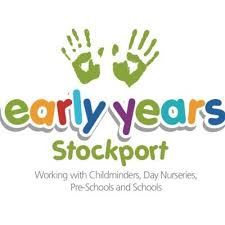 early years
Stockport
Working with Childminders, Day Nurseries,
Pre-Schools and Schools